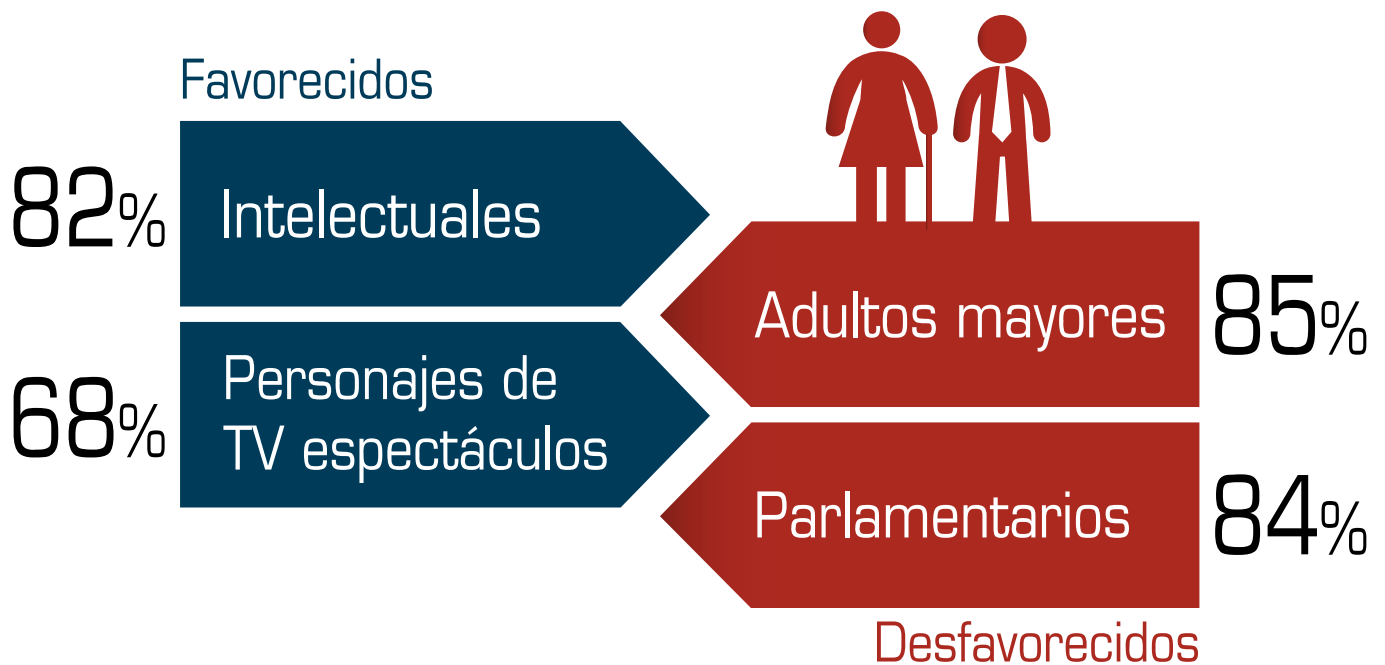 Favorecidos
82%
Intelectuales
68%
Personajes de
TV espectáculos
Adultos mayores
85%
Parlamentarios
84%
Desfavorecidos